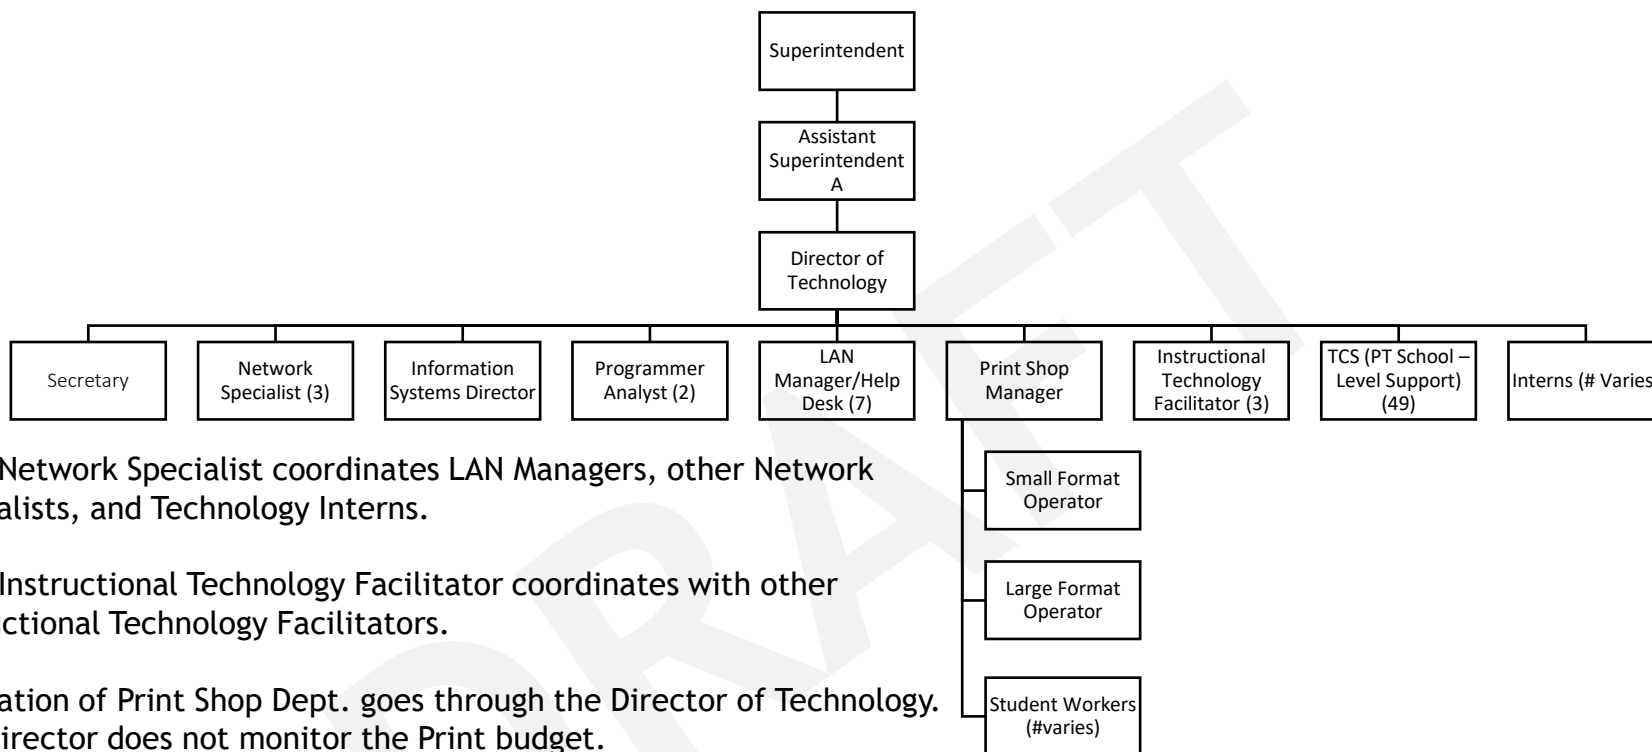 Superintendent
Assistant
Superintendent
A
Director of
Technology
Secretary
Network
Specialist (3)
Information
Systems Director
Programmer
Analyst (2)
LAN
Manager/Help
Desk (7)
Print Shop
Manager
Instructional
Technology
Facilitator (3)
TCS (PT School –
Level Support)
(49)
Interns (# Varies
Small Format
Operator
Large Format
Operator
Student Workers
(#varies)
Network Specialist coordinates LAN Managers, other Network
alists, and Technology Interns.
Instructional Technology Facilitator coordinates with other
uctional Technology Facilitators.
ation of Print Shop Dept. goes through the Director of Technology.
irector does not monitor the Print budget.
DRAFT